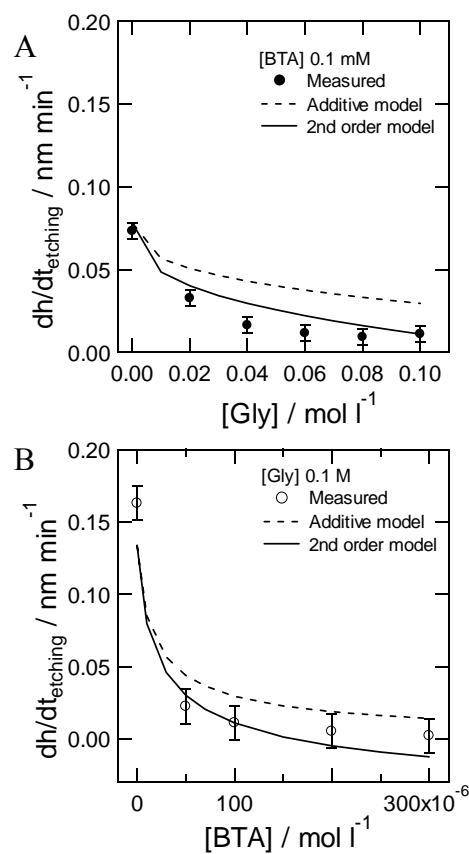 A
0.20
[BTA] 0.1 mM
Measured
Additive model
2nd order model
0.15
0.10
0.05
0.00
dh/dt_etching / nm min⁻¹
0.00 0.02 0.04 0.06 0.08 0.10
[Gly] / mol l⁻¹
B
0.20
[Gly] 0.1 M
Measured
Additive model
2nd order model
0.15
0.10
0.05
0.00
dh/dt_etching / nm min⁻¹
0 100 300x10⁻⁶
[BTA] / mol l⁻¹